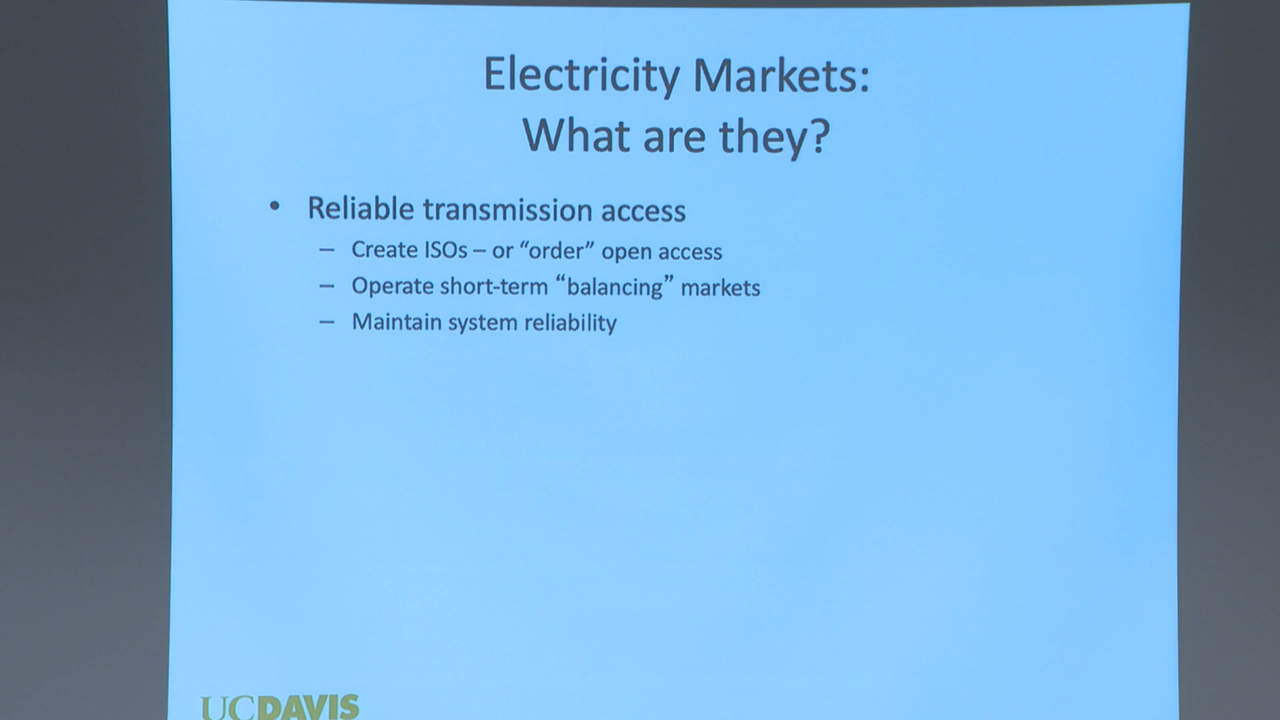 Electricity Markets:
What are they?
• Reliable transmission access
– Create ISOs – or “order” open access
– Operate short-term “balancing” markets
– Maintain system reliability
UCDAVIS